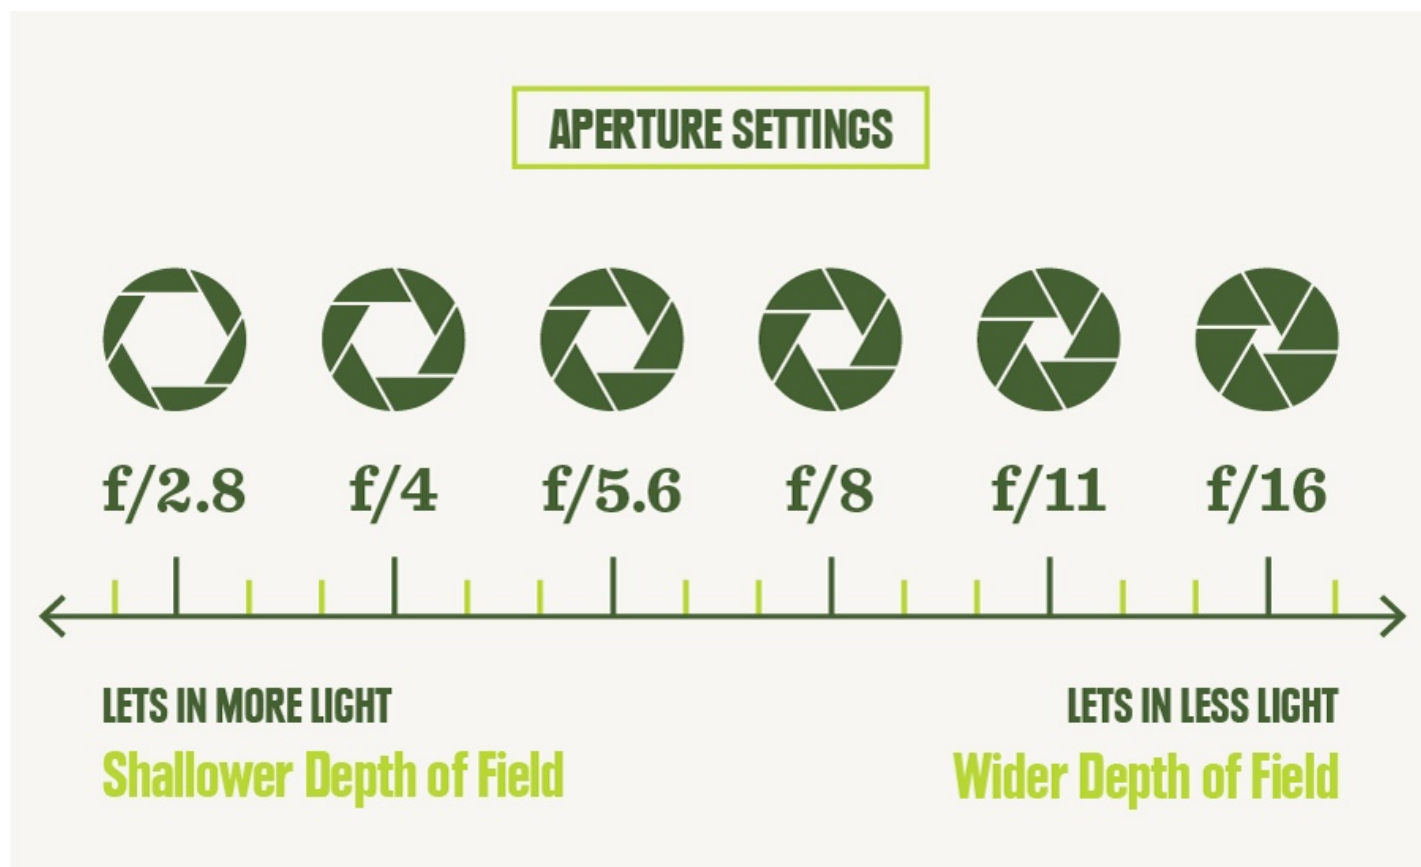 APERTURE SETTINGS
f/2.8 f/4 f/5.6 f/8 f/11 f/16
LETS IN MORE LIGHT
Shallower Depth of Field
LETS IN LESS LIGHT
Wider Depth of Field